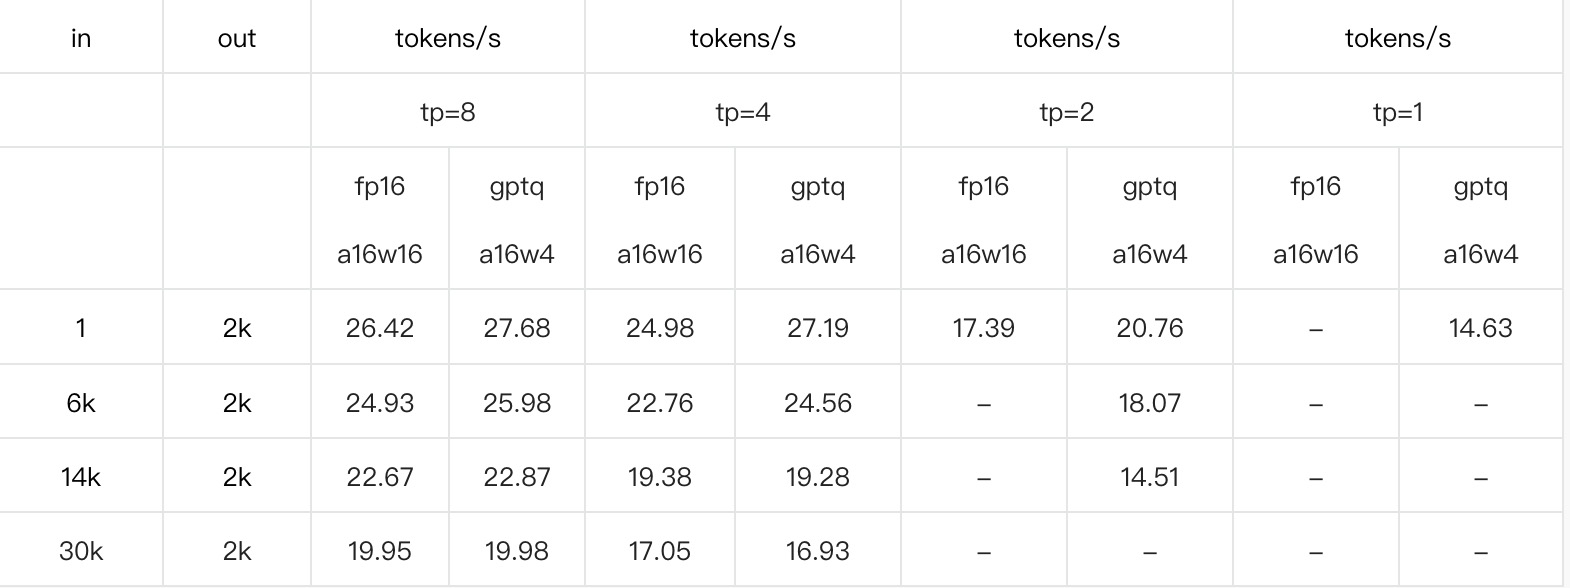 in out tokens/s tokens/s tokens/s tokens/s
tp=8 tp=4 tp=2 tp=1
fp16 gptq fp16 gptq fp16 gptq fp16 gptq
a16w16 a16w4 a16w16 a16w4 a16w16 a16w4 a16w16 a16w4
1 2k 26.42 27.68 24.98 27.19 17.39 20.76 – 14.63
6k 2k 24.93 25.98 22.76 24.56 – 18.07 – –
14k 2k 22.67 22.87 19.38 19.28 – 14.51 – –
30k 2k 19.95 19.98 17.05 16.93 – – – –